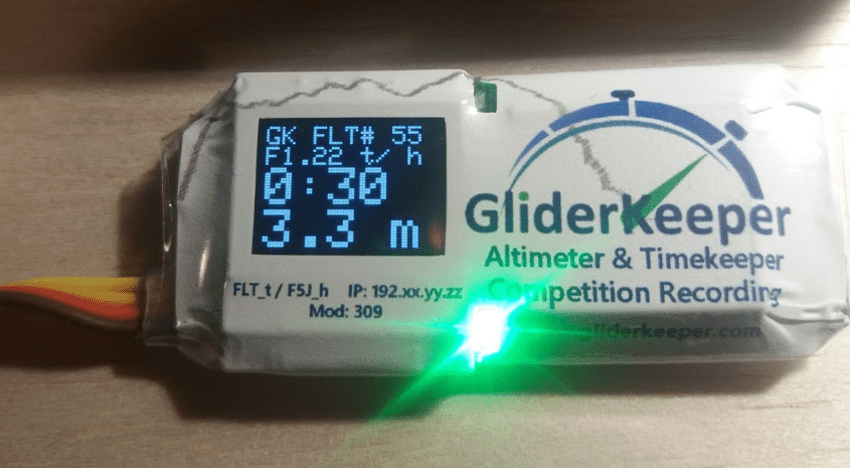 GK FLT# 55
F1.22 t/ h
0:30
3.3 m
FLT_t / F5J_h IP: 192.xx.yy.zz
Mod: 309
GliderKeeper
Altimeter & Timekeeper
Competition Recording
gliderkeeper.com